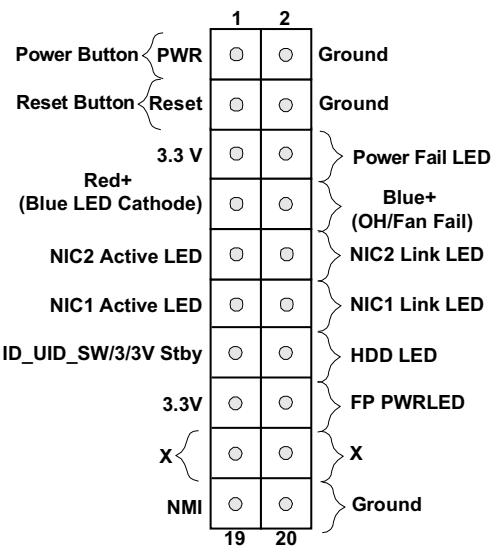 1 2
Power Button PWR Ground
Reset Button Reset Ground
3.3 V Power Fail LED
Red+
(Blue LED Cathode)
Blue+
(OH/Fan Fail)
NIC2 Active LED NIC2 Link LED
NIC1 Active LED NIC1 Link LED
ID_UID_SW/3/3V Stby HDD LED
3.3V FP PWRLED
X X
NMI Ground
19 20